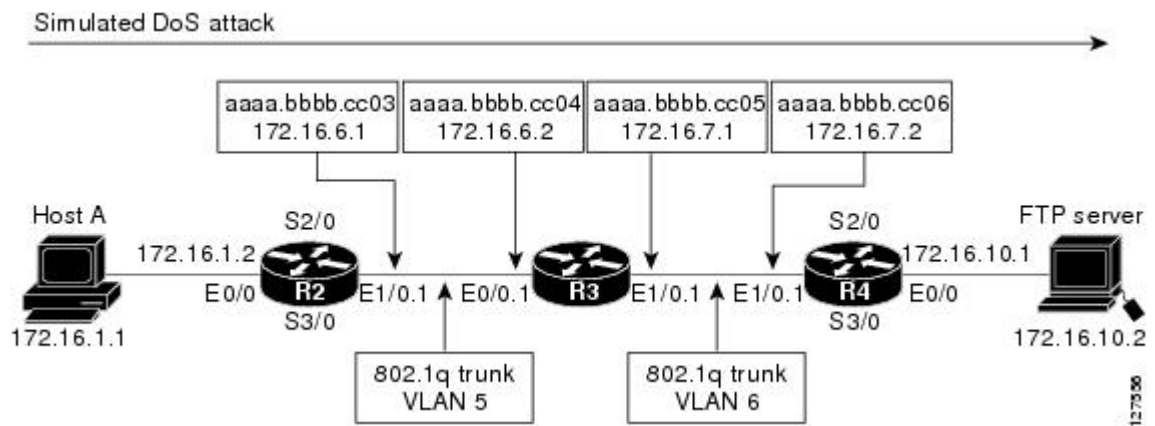 Simulated DoS attack
aaaa.bbbb.cc03
172.16.6.1
aaaa.bbbb.cc04
172.16.6.2
aaaa.bbbb.cc05
172.16.7.1
aaaa.bbbb.cc06
172.16.7.2
Host A
172.16.1.1
172.16.1.2
E0/0
S2/0
R2
S3/0
E1/0.1
E0/0.1
R3
E1/0.1
E1/0.1
S2/0
R4
S3/0
172.16.10.1
E0/0
FTP server
172.16.10.2
802.1q trunk
VLAN 5
802.1q trunk
VLAN 6
127556